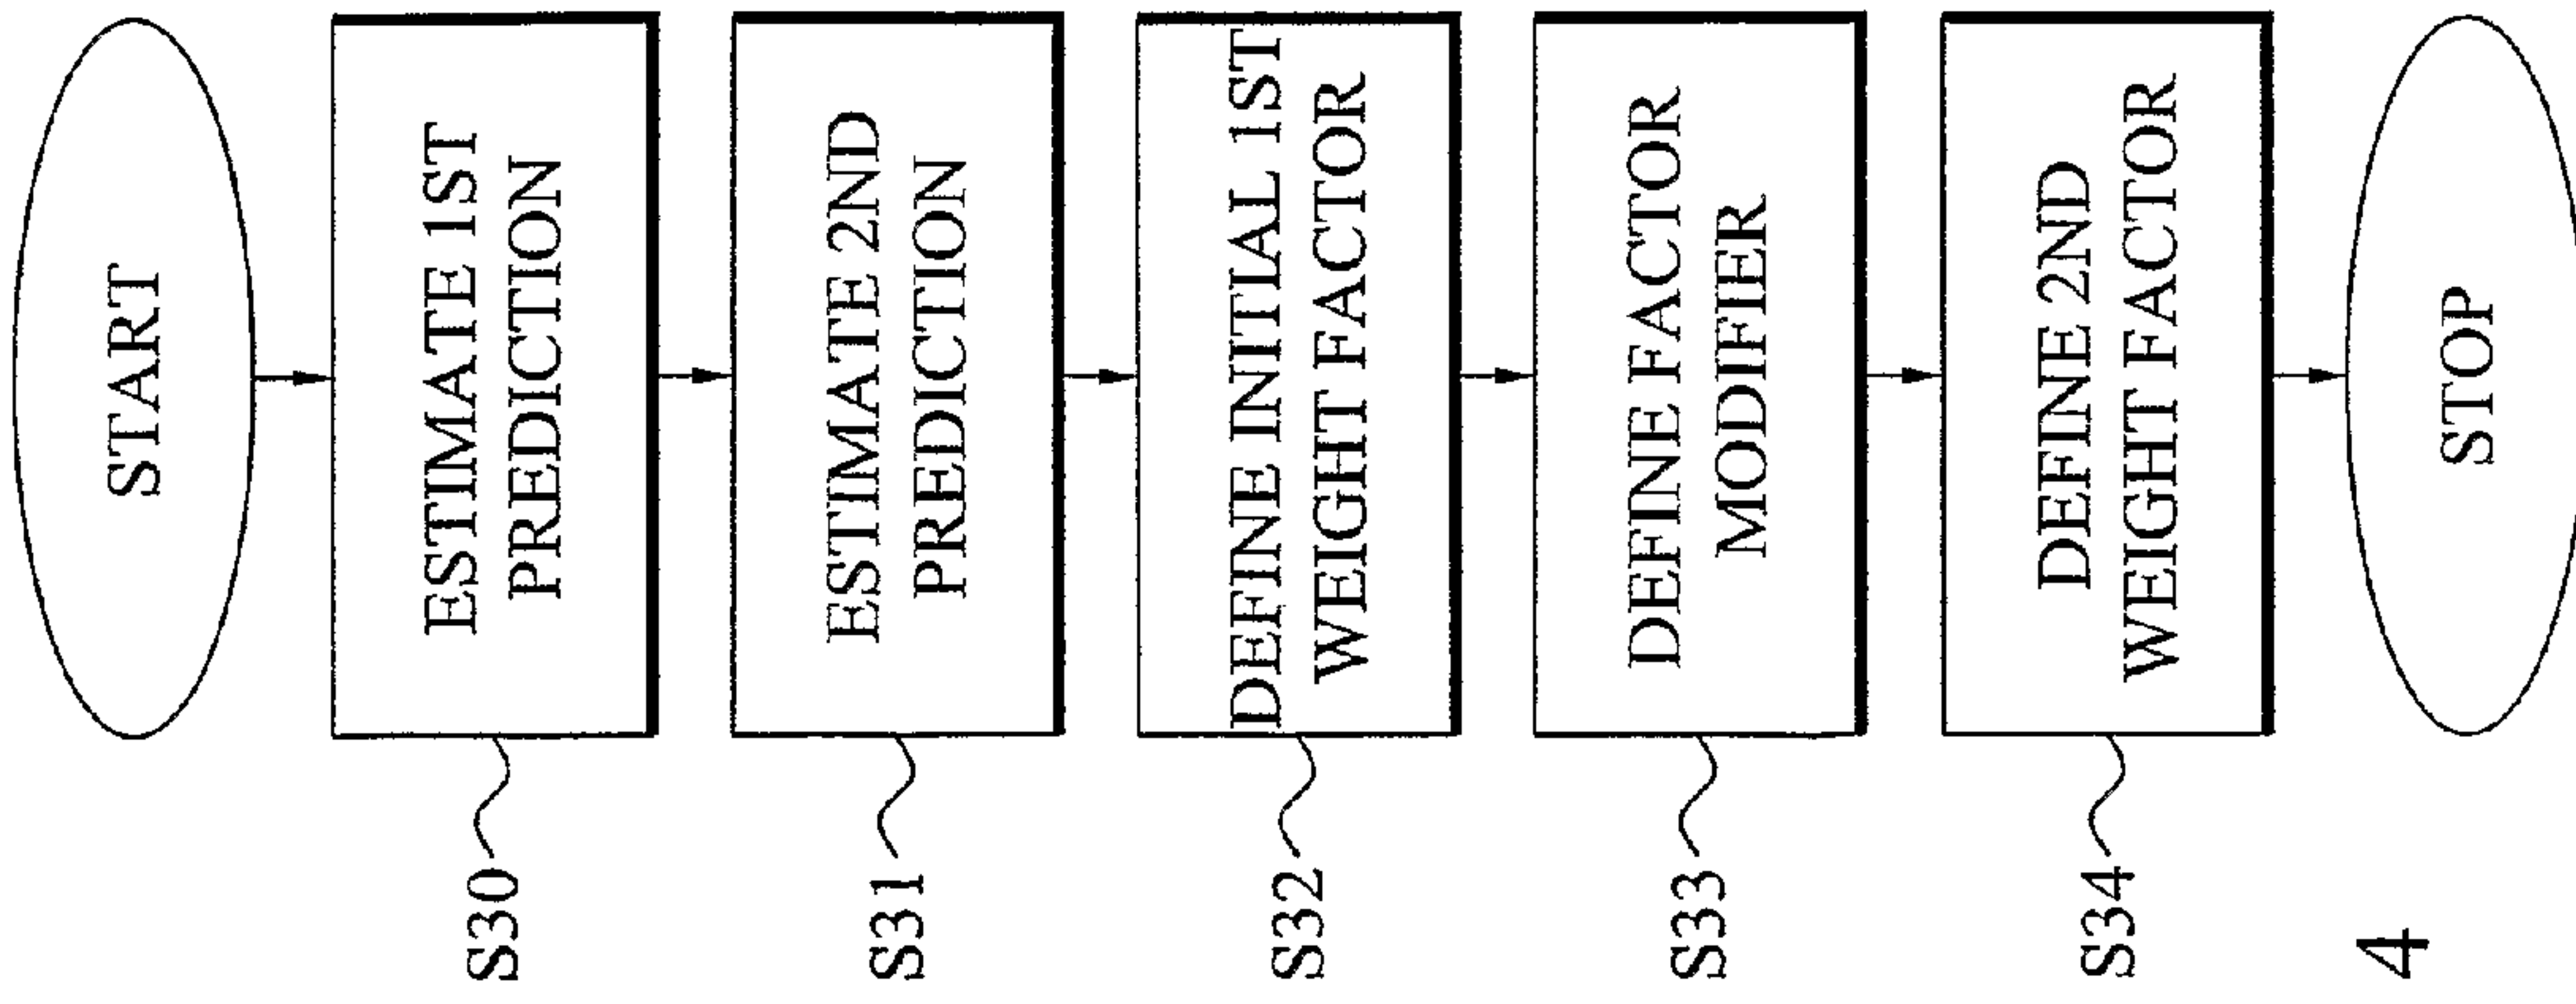 START
S30
ESTIMATE 1ST
PREDICTION
S31
ESTIMATE 2ND
PREDICTION
S32
DEFINE INITIAL 1ST
WEIGHT FACTOR
S33
DEFINE FACTOR
MODIFIER
S34
DEFINE 2ND
WEIGHT FACTOR
STOP
4